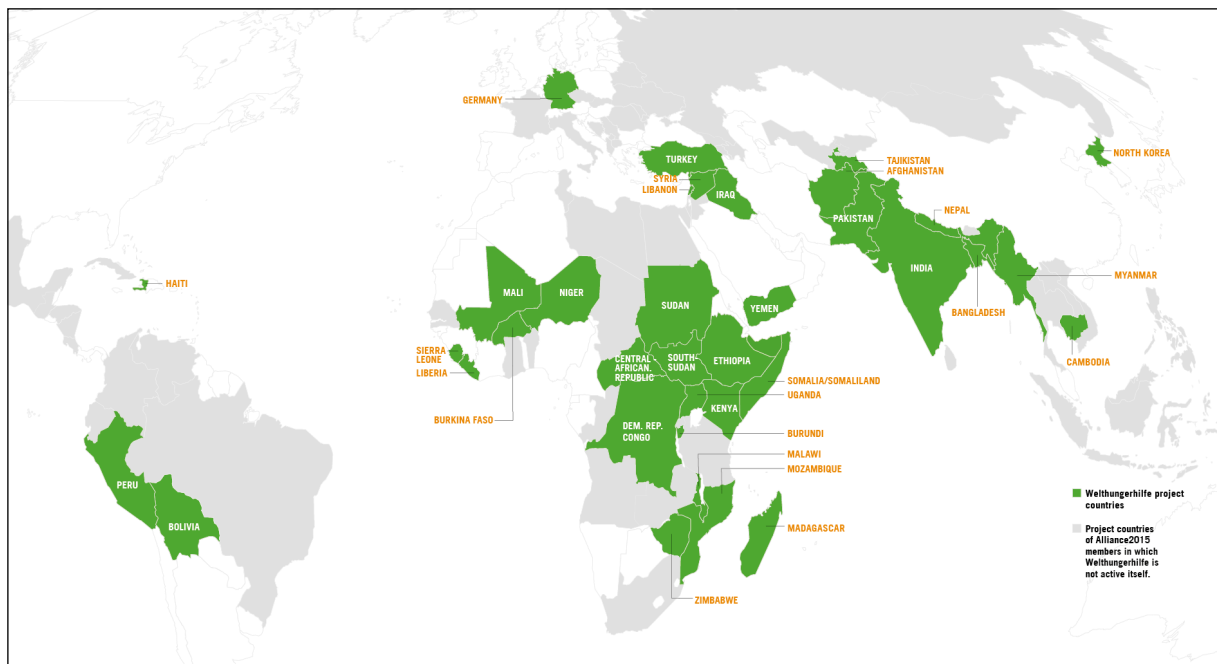 GERMANY
TURKEY
SYRIA
LIBANON
IRAQ
TAJIKISTAN
AFGHANISTAN
PAKISTAN
NORTH KOREA
NEPAL
INDIA
MYANMAR
BANGLADESH
CAMBODIA
HAITI
MALI
NIGER
SUDAN
YEMEN
SIERRA
LEONE
LIBERIA
CENTRAL
AFRICAN.
REPUBLIC
SOUTH-
SUDAN
ETHIOPIA
SOMALIA/SOMALILAND
UGANDA
KENYA
BURKINA FASO
DEM. REP.
CONGO
BURUNDI
MALAWI
MOZAMBIQUE
PERU
BOLIVIA
MADAGASCAR
ZIMBABWE
Welthungerhilfe project
countries
Project countries
of Alliance2015
members in which
Welthungerhilfe is
not active itself.